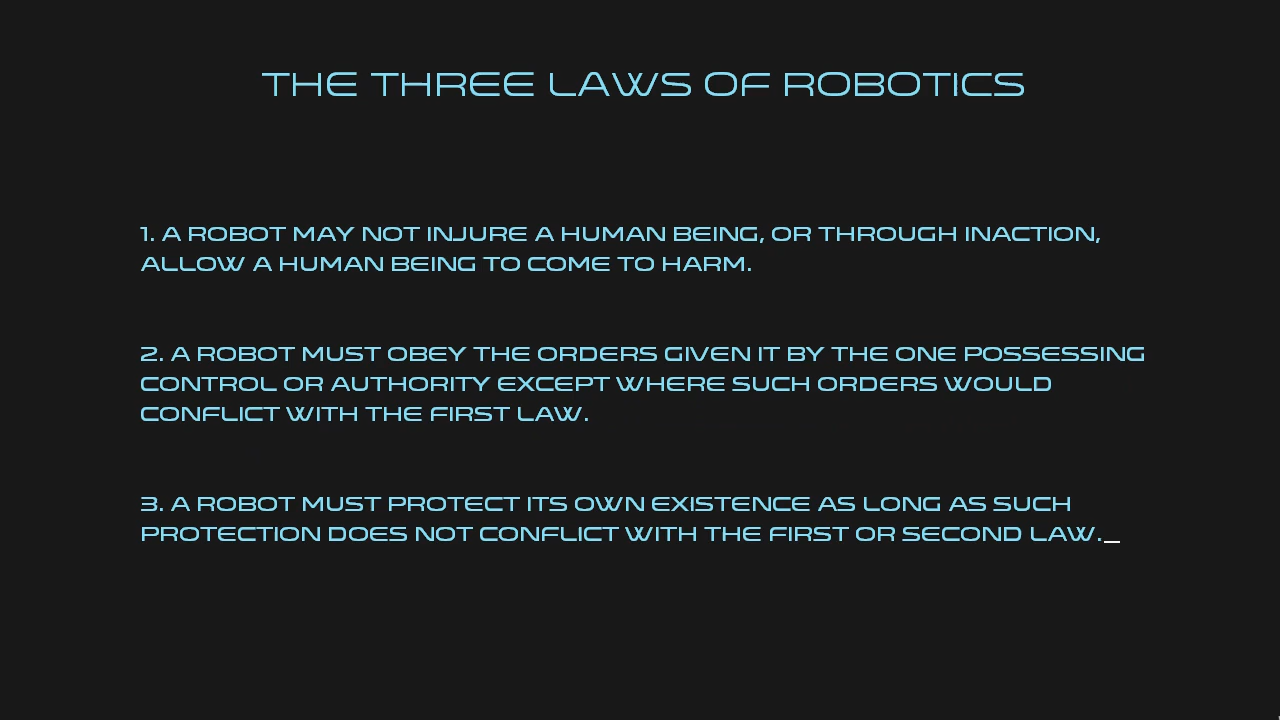 THE THREE LAWS OF ROBOTICS
1. A ROBOT MAY NOT INJURE A HUMAN BEING, OR THROUGH INACTION,
ALLOW A HUMAN BEING TO COME TO HARM.
2. A ROBOT MUST OBEY THE ORDERS GIVEN IT BY THE ONE POSSESSING
CONTROL OR AUTHORITY EXCEPT WHERE SUCH ORDERS WOULD
CONFLICT WITH THE FIRST LAW.
3. A ROBOT MUST PROTECT ITS OWN EXISTENCE AS LONG AS SUCH
PROTECTION DOES NOT CONFLICT WITH THE FIRST OR SECOND LAW._